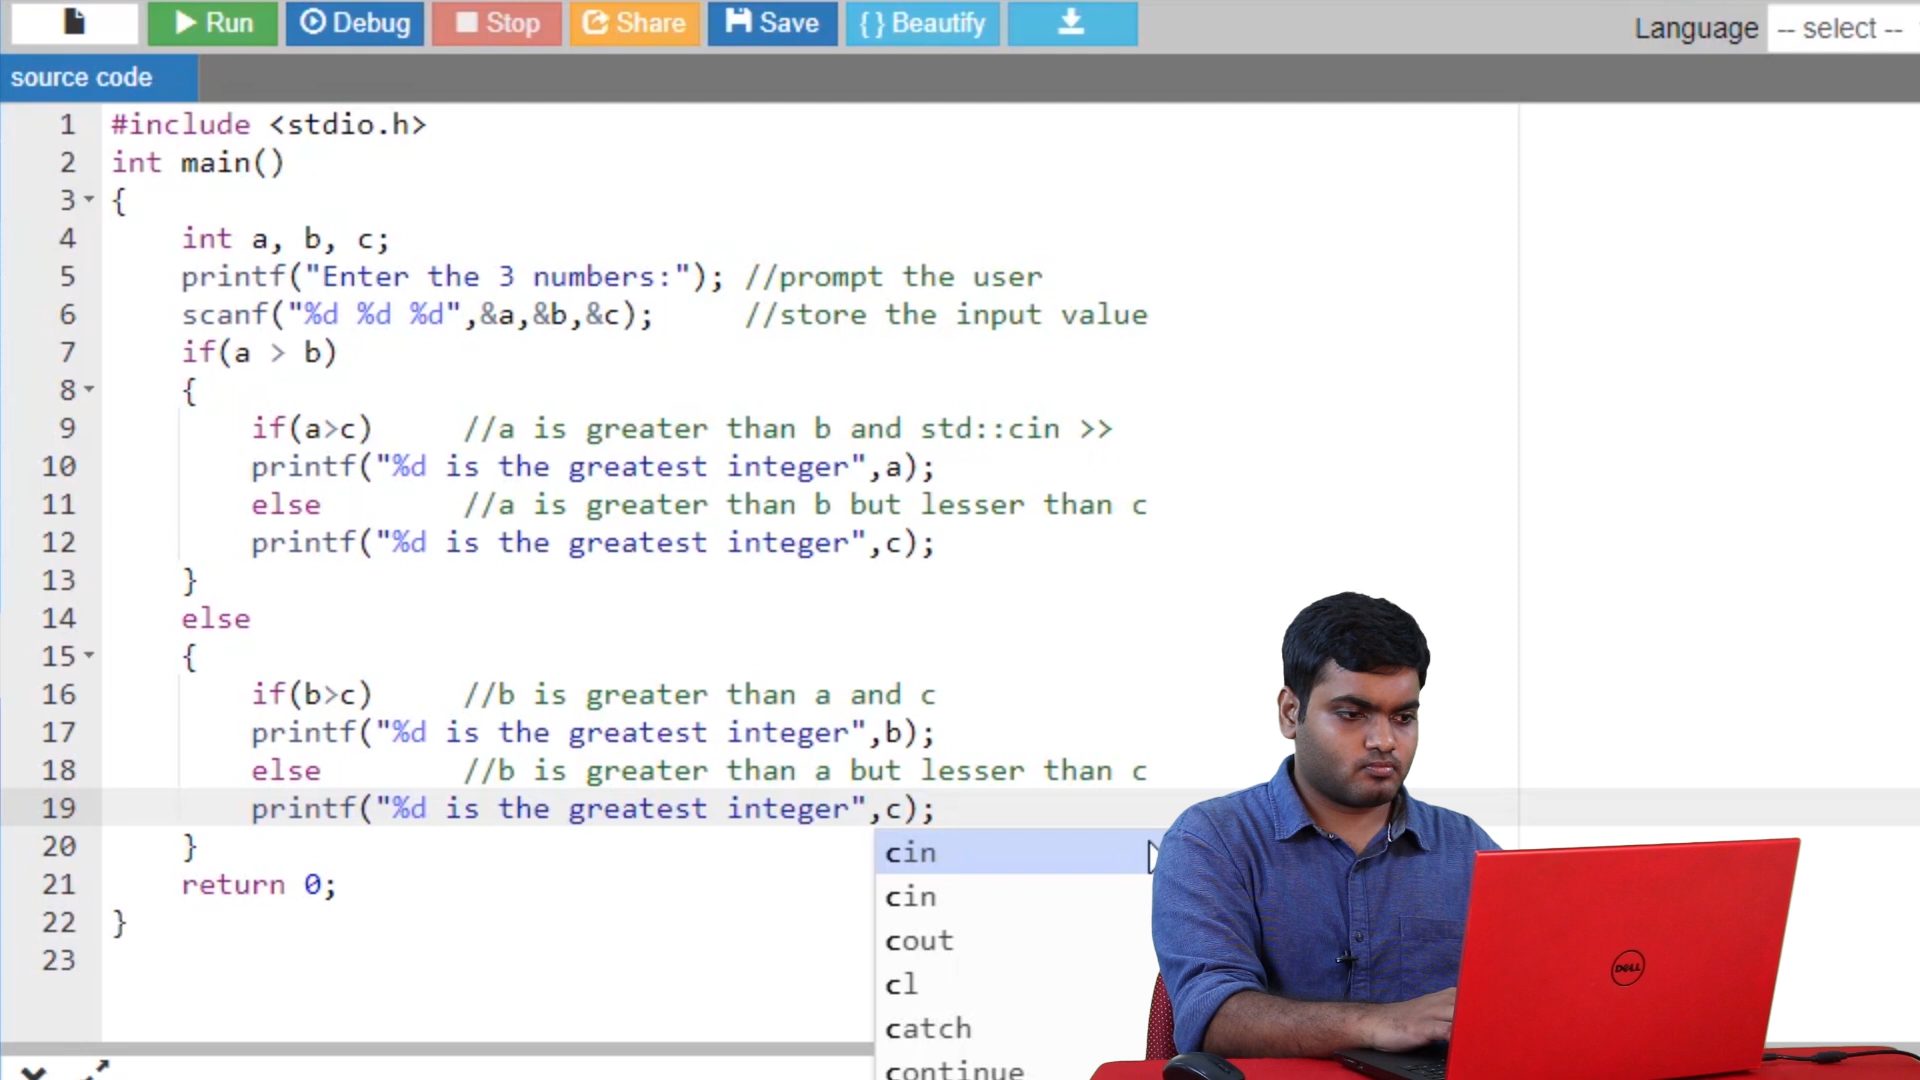 Run Debug Stop Share Save { } Beautify Language -- select --
source code
1 #include <stdio.h>
2 int main()
3 {
4 int a, b, c;
5 printf("Enter the 3 numbers:"); //prompt the user
6 scanf("%d %d %d",&a,&b,&c); //store the input value
7 if(a > b)
8 {
9 if(a>c) //a is greater than b and std::cin >>
10 printf("%d is the greatest integer",a);
11 else //a is greater than b but lesser than c
12 printf("%d is the greatest integer",c);
13 }
14 else
15 {
16 if(b>c) //b is greater than a and c
17 printf("%d is the greatest integer",b);
18 else //b is greater than a but lesser than c
19 printf("%d is the greatest integer",c);
20 }
21 return 0;
22 }
23
cin
cin
cout
cl
catch
continue
DELL